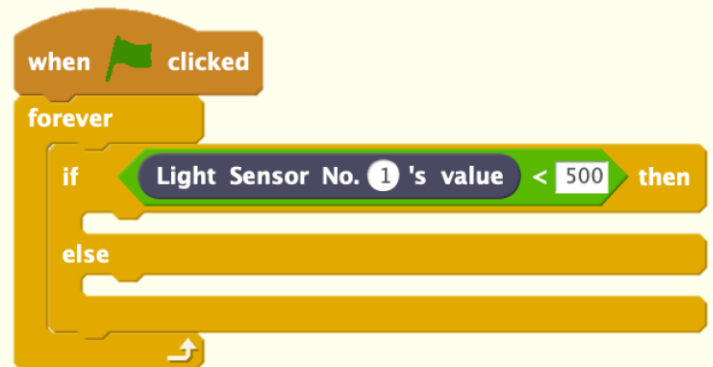 when clicked
forever
if Light Sensor No. 1 's value < 500 then
else